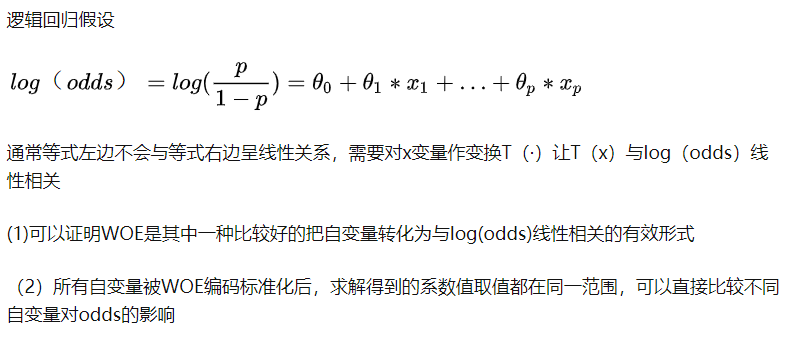 逻辑回归假设
log（odds） = log(p/(1−p)) = θ₀ + θ₁ * x₁ + … + θₚ * xₚ
通常等式左边不会与等式右边呈线性关系，需要对x变量作变换T（·）让T（x）与log（odds）线
性相关
(1)可以证明WOE是其中一种比较好的把自变量转化为与log(odds)线性相关的有效形式
（2）所有自变量被WOE编码标准化后，求解得到的系数值取值都在同一范围，可以直接比较不同
自变量对odds的影响